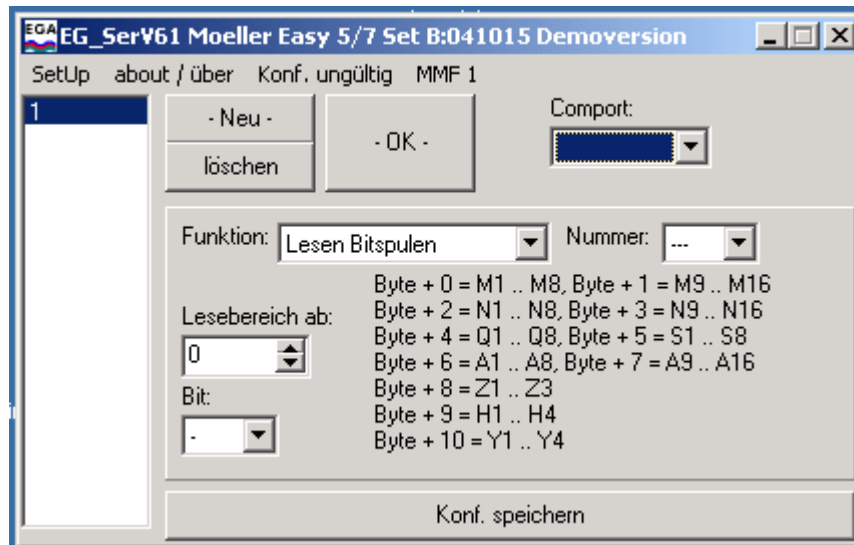 EGA EG_SerV61 Moeller Easy 5/7 Set B:041015 Demoversion
SetUp about / über Konf. ungültig MMF 1
1
- Neu -
löschen
- OK -
Comport:
Funktion: Lesen Bitspulen Nummer: ---
Byte + 0 = M1 .. M8, Byte + 1 = M9 .. M16
Byte + 2 = N1 .. N8, Byte + 3 = N9 .. N16
Byte + 4 = Q1 .. Q8, Byte + 5 = S1 .. S8
Byte + 6 = A1 .. A8, Byte + 7 = A9 .. A16
Byte + 8 = Z1 .. Z3
Byte + 9 = H1 .. H4
Byte + 10 = Y1 .. Y4
Lesebereich ab:
0
Bit:
-
Konf. speichern